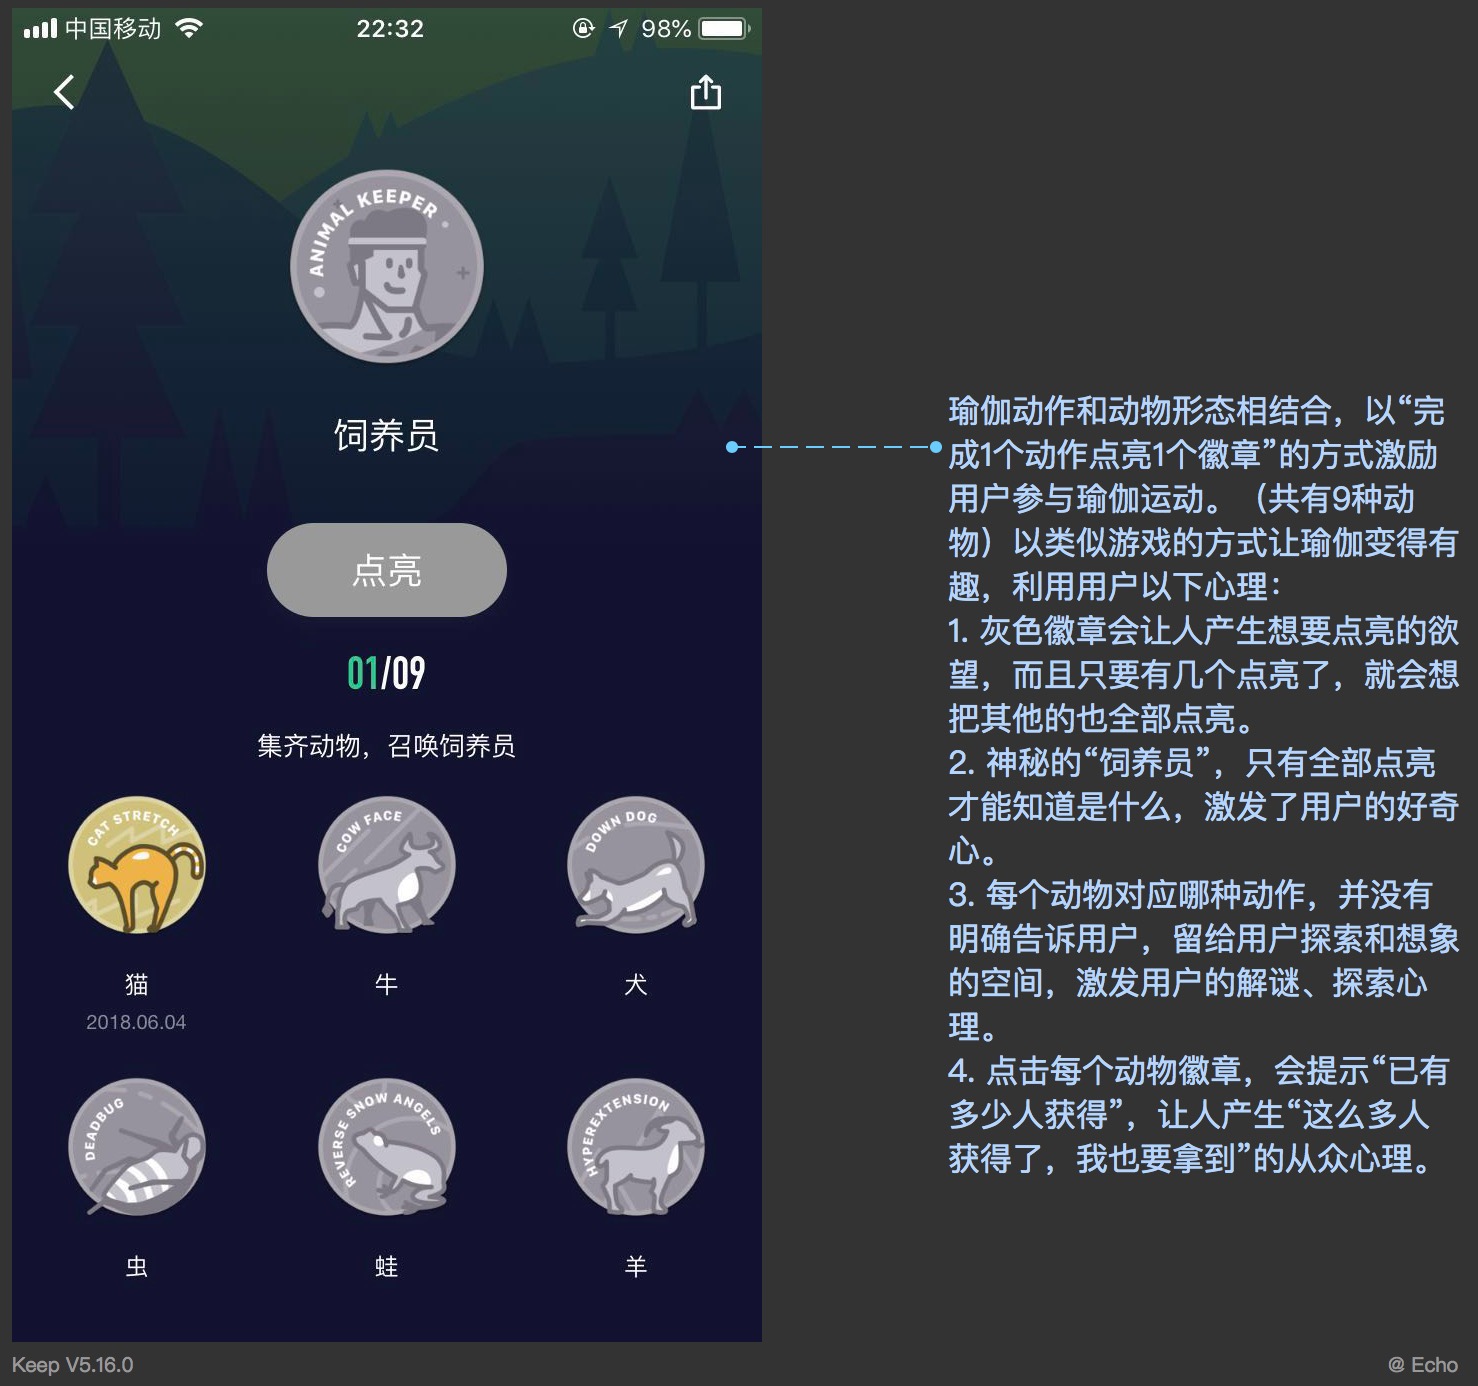 中国移动
22:32
98%
ANIMAL KEEPER
饲养员
点亮
01/09
集齐动物，召唤饲养员
CAT STRETCH
COW FACE
DOWN DOG
猫
牛
犬
2018.06.04
DEADBUG
REVERSE SNOW ANGELS
HYPEREXTENSION
虫
蛙
羊
瑜伽动作和动物形态相结合，以“完
成1个动作点亮1个徽章”的方式激励
用户参与瑜伽运动。（共有9种动
物）以类似游戏的方式让瑜伽变得有
趣，利用用户以下心理：
1. 灰色徽章会让人产生想要点亮的欲
望，而且只要有几个点亮了，就会想
把其他的也全部点亮。
2. 神秘的“饲养员”，只有全部点亮
才能知道是什么，激发了用户的好奇
心。
3. 每个动物对应哪种动作，并没有
明确告诉用户，留给用户探索和想象
的空间，激发用户的解谜、探索心
理。
4. 点击每个动物徽章，会提示“已有
多少人获得”，让人产生“这么多人
获得了，我也要拿到”的从众心理。
Keep V5.16.0
@ Echo